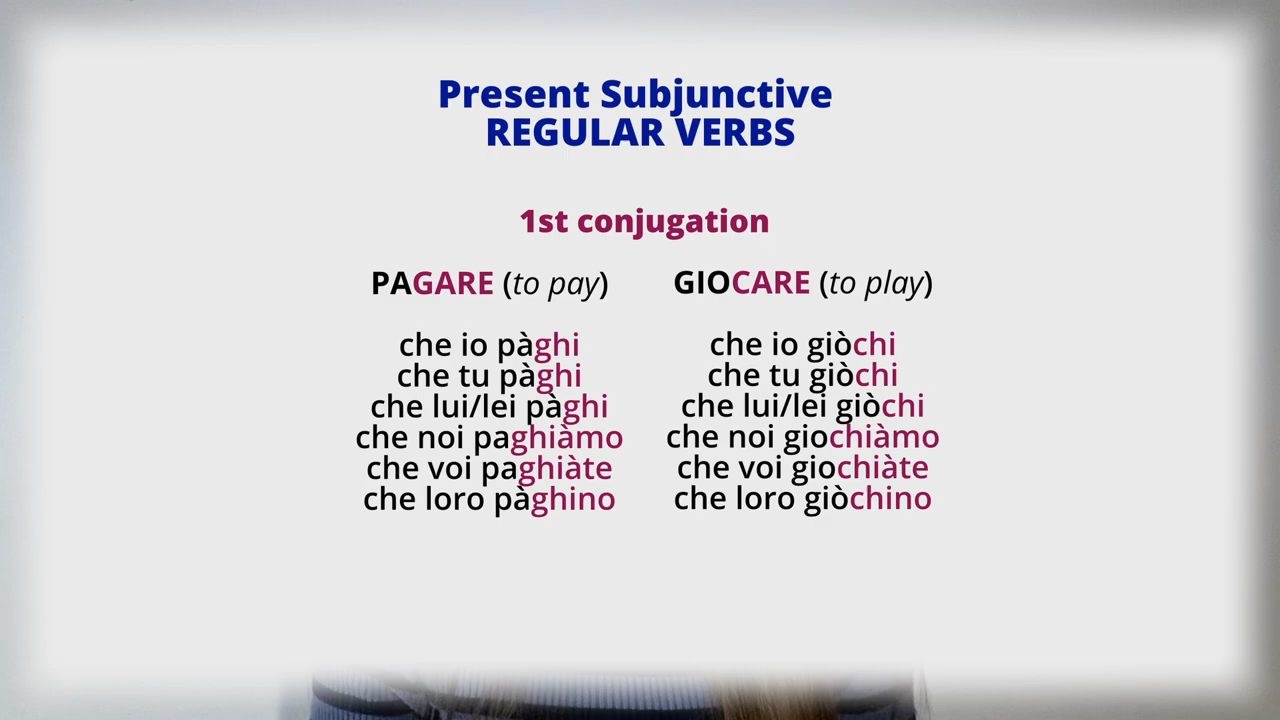 Present Subjunctive
REGULAR VERBS
1st conjugation
PAGARE (to pay)
che io pàghi
che tu pàghi
che lui/lei pàghi
che noi paghiàmo
che voi paghiàte
che loro pàghino
GIOCARE (to play)
che io giòchi
che tu giòchi
che lui/lei giòchi
che noi giochiàmo
che voi giochiàte
che loro giòchino